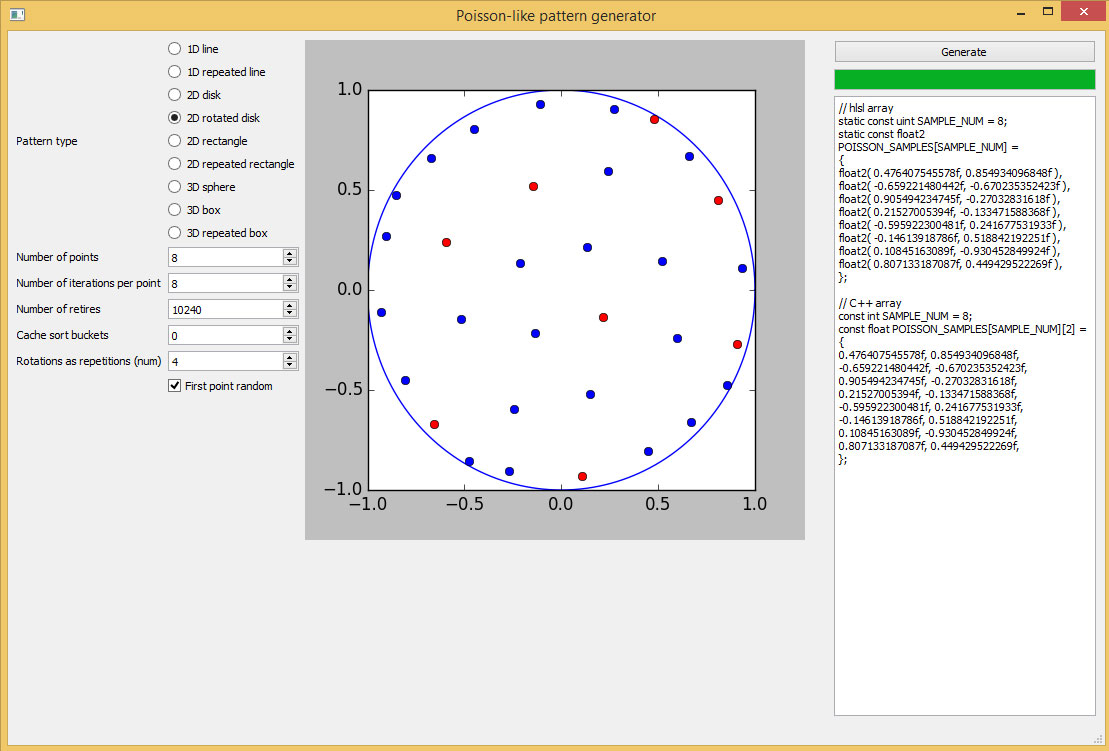 Poisson-like pattern generator
Pattern type
1D line
1D repeated line
2D disk
2D rotated disk
2D rectangle
2D repeated rectangle
3D sphere
3D box
3D repeated box
Number of points 8
Number of iterations per point 8
Number of retires 10240
Cache sort buckets 0
Rotations as repetitions (num) 4
First point random
1.0
0.5
0.0
−0.5
−1.0
−1.0 −0.5 0.0 0.5 1.0
Generate
// hlsl array
static const uint SAMPLE_NUM = 8;
static const float2
POISSON_SAMPLES[SAMPLE_NUM] =
{
float2( 0.476407545578f, 0.854934096848f ),
float2( -0.659221480442f, -0.670235352423f ),
float2( 0.905494234745f, -0.27032831618f ),
float2( 0.21527005394f, -0.133471588368f ),
float2( -0.595922300481f, 0.241677531933f ),
float2( -0.14613918786f, 0.518842192251f ),
float2( 0.10845163089f, -0.930452849924f ),
float2( 0.807133187087f, 0.449429522269f ),
};
// C++ array
const int SAMPLE_NUM = 8;
const float POISSON_SAMPLES[SAMPLE_NUM][2] =
{
0.476407545578f, 0.854934096848f,
-0.659221480442f, -0.670235352423f,
0.905494234745f, -0.27032831618f,
0.21527005394f, -0.133471588368f,
-0.595922300481f, 0.241677531933f,
-0.14613918786f, 0.518842192251f,
0.10845163089f, -0.930452849924f,
0.807133187087f, 0.449429522269f,
};